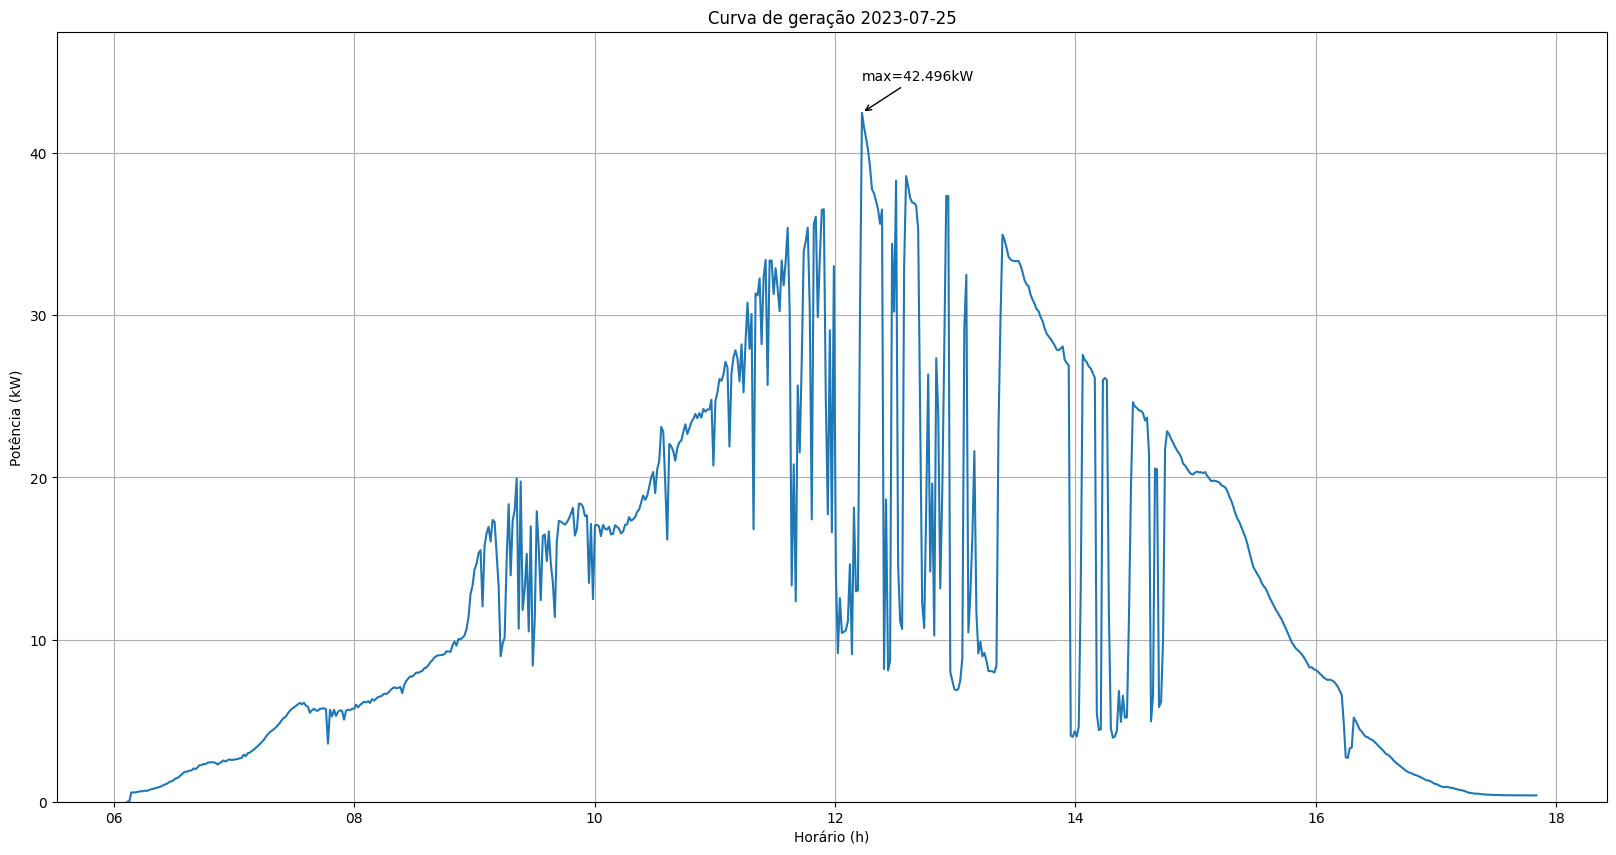 Curva de geração 2023-07-25
max=42.496kW
Potência (kW)
40
30
20
10
0
06 08 10 12 14 16 18
Horário (h)